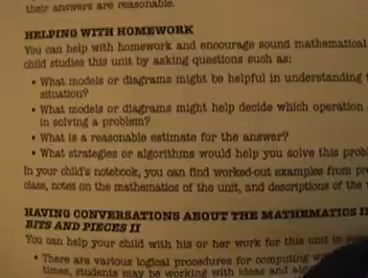 their answers are reasonable.
HELPING WITH HOMEWORK
You can help with homework and encourage sound mathematical
child studies this unit by asking questions such as:
• What models or diagrams might be helpful in understanding
situation?
• What models or diagrams might help decide which operation
in solving a problem?
• What is a reasonable estimate for the answer?
• What strategies or algorithms would help you solve this
In your child's notebook, you can find worked-out examples from
class, notes on the mathematics of the unit, and descriptions of the
HAVING CONVERSATIONS ABOUT THE MATHEMATICS
BITS AND PIECES II
You can help your child with his or her work for this unit in
• There are various logical procedures for computing
times, students may be working with ideas and